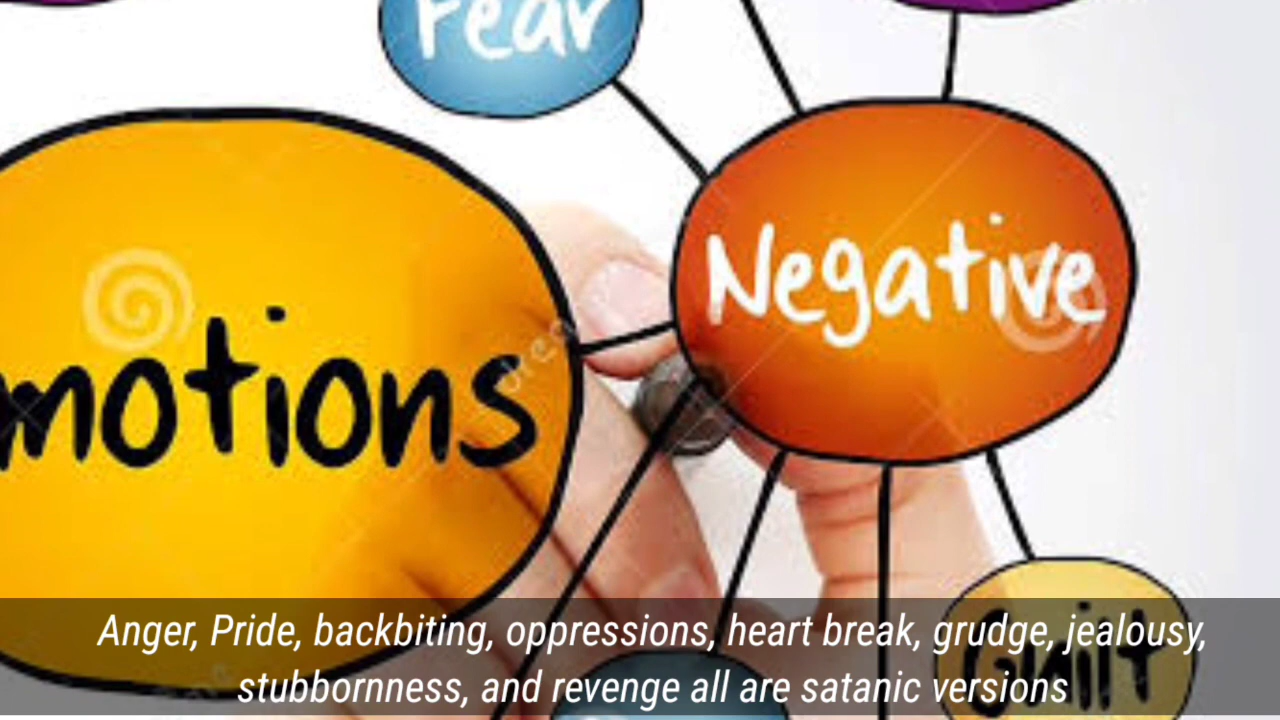 Fear
Negative
motions
Guilt
Anger, Pride, backbiting, oppressions, heart break, grudge, jealousy,
stubbornness, and revenge all are satanic versions